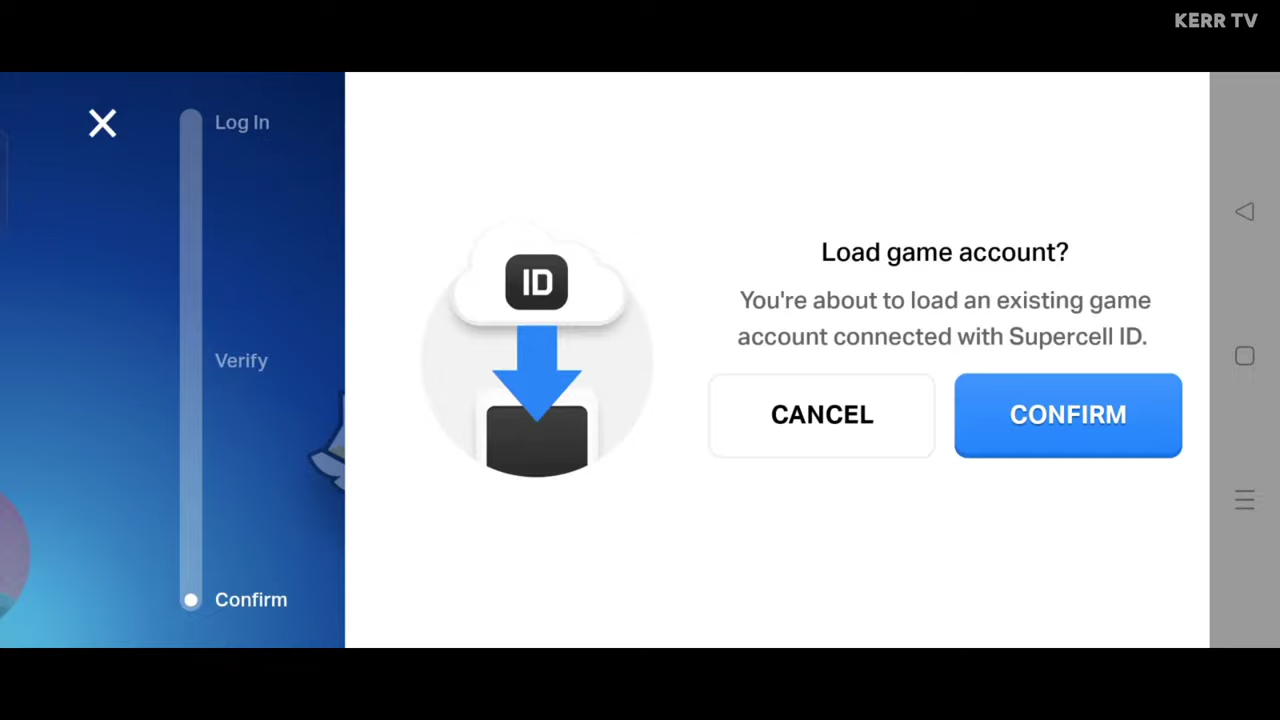 KERR TV
Log In
Verify
Confirm
ID
Load game account?
You're about to load an existing game
account connected with Supercell ID.
CANCEL
CONFIRM